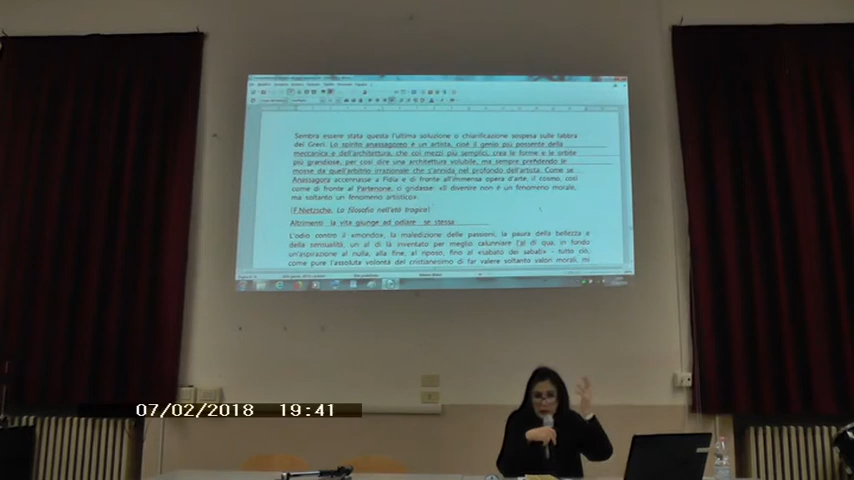 Sembra essere stata questa l'ultima soluzione o chiarificazione sospesa sulle labbra
dei Greci. Lo spirito anassagoreo è un artista, cioè il genio più possente della
meccanica e dell'architettura, che coi mezzi più semplici, crea le forme e le orbite
più grandiose, per così dire una architettura volubile, ma sempre prendendo le
mosse da quell'arbitrio irrazionale che s'annida nel profondo dell'artista. Come se
Anassagora accennasse a Fidia e di fronte all'immensa opera d'arte, il cosmo, così
come di fronte al Partenone, ci gridasse: «Il divenire non è un fenomeno morale,
ma soltanto un fenomeno artistico».
(F.Nietzsche, La filosofia nell'età tragica)
Altrimenti la vita giunge ad odiare se stessa
L'odio contro il «mondo», la maledizione delle passioni, la paura della bellezza e
della sensualità, un al di là inventato per meglio calunniare l'al di qua, in fondo
un'aspirazione al nulla, alla fine, al riposo, fino al «sabato dei sabati» - tutto ciò,
come pure l'assoluta volontà del cristianesimo di far valere soltanto valori morali, mi
07/02/2018 19:41